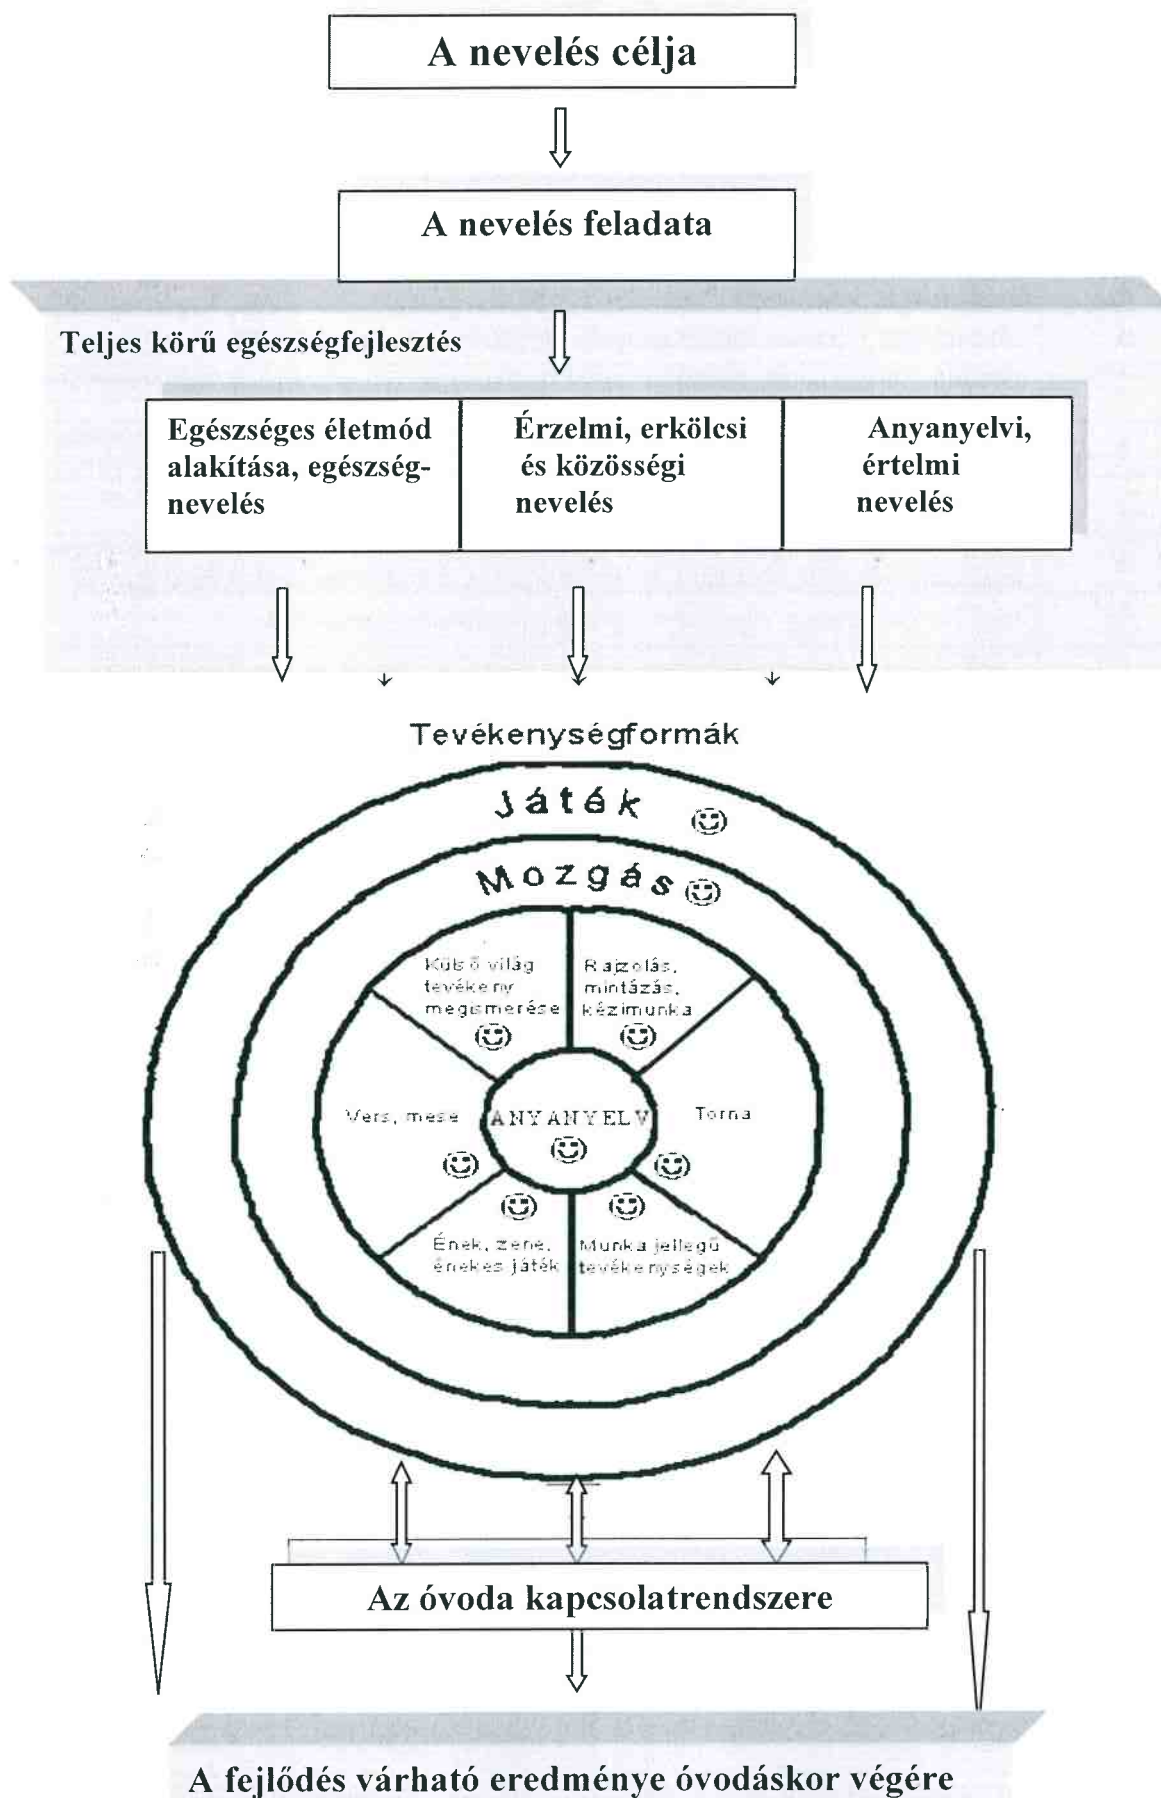 A nevelés célja
A nevelés feladata
Teljes körű egészségfejlesztés
Egészséges életmód
alakítása, egészség-
nevelés
Érzelmi, erkölcsi
és közösségi
nevelés
Anyanyelvi,
értelmi
nevelés
Tevékenységformák
Játék
Mozgás
Külső világ
tevékeny
megismerése
Rajzolás,
mintázás,
kézimunka
Vers, mese
ANYANYELV
Torna
Ének, zene,
énekes játék
Munka jellegű
tevékenységek
Az óvoda kapcsolatrendszere
A fejlődés várható eredménye óvodáskor végére